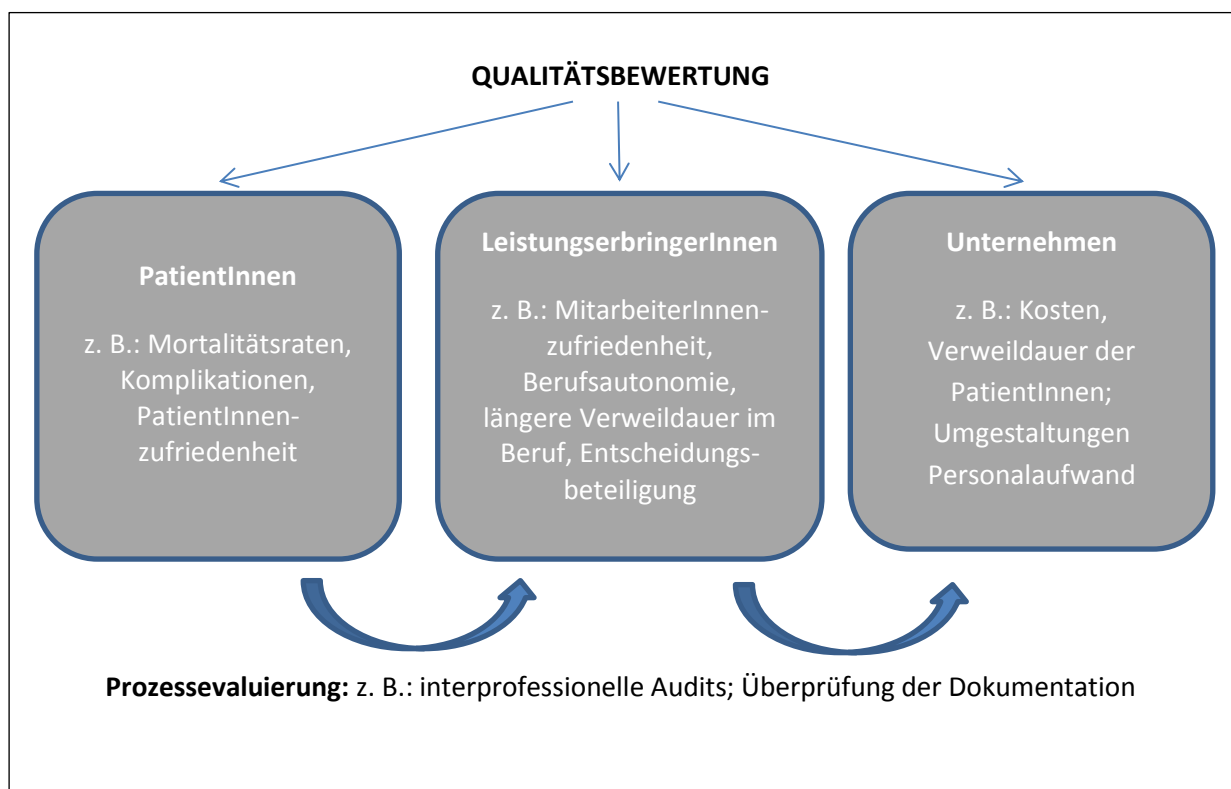 QUALITÄTSBEWERTUNG
PatientInnen
z. B.: Mortalitätsraten,
Komplikationen,
PatientInnen-
zufriedenheit
LeistungserbringerInnen
z. B.: MitarbeiterInnen-
zufriedenheit,
Berufsautonomie,
längere Verweildauer im
Beruf, Entscheidungs-
beteiligung
Unternehmen
z. B.: Kosten,
Verweildauer der
PatientInnen;
Umgestaltungen
Personalaufwand
Prozessevaluierung: z. B.: interprofessionelle Audits; Überprüfung der Dokumentation